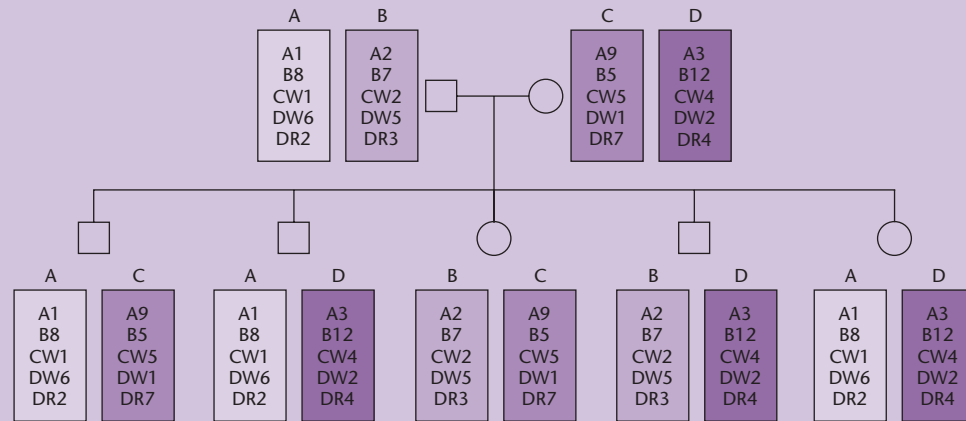 A B C D
A1 A2 A9 A3
B8 B7 B5 B12
CW1 CW2 CW5 CW4
DW6 DW5 DW1 DW2
DR2 DR3 DR7 DR4
A C A D B C B D A D
A1 A9 A1 A3 A2 A9 A2 A3 A1 A3
B8 B5 B8 B12 B7 B5 B7 B12 B8 B12
CW1 CW5 CW1 CW4 CW2 CW5 CW2 CW4 CW1 CW4
DW6 DW1 DW6 DW2 DW5 DW1 DW5 DW2 DW6 DW2
DR2 DR7 DR2 DR4 DR3 DR7 DR3 DR4 DR2 DR4